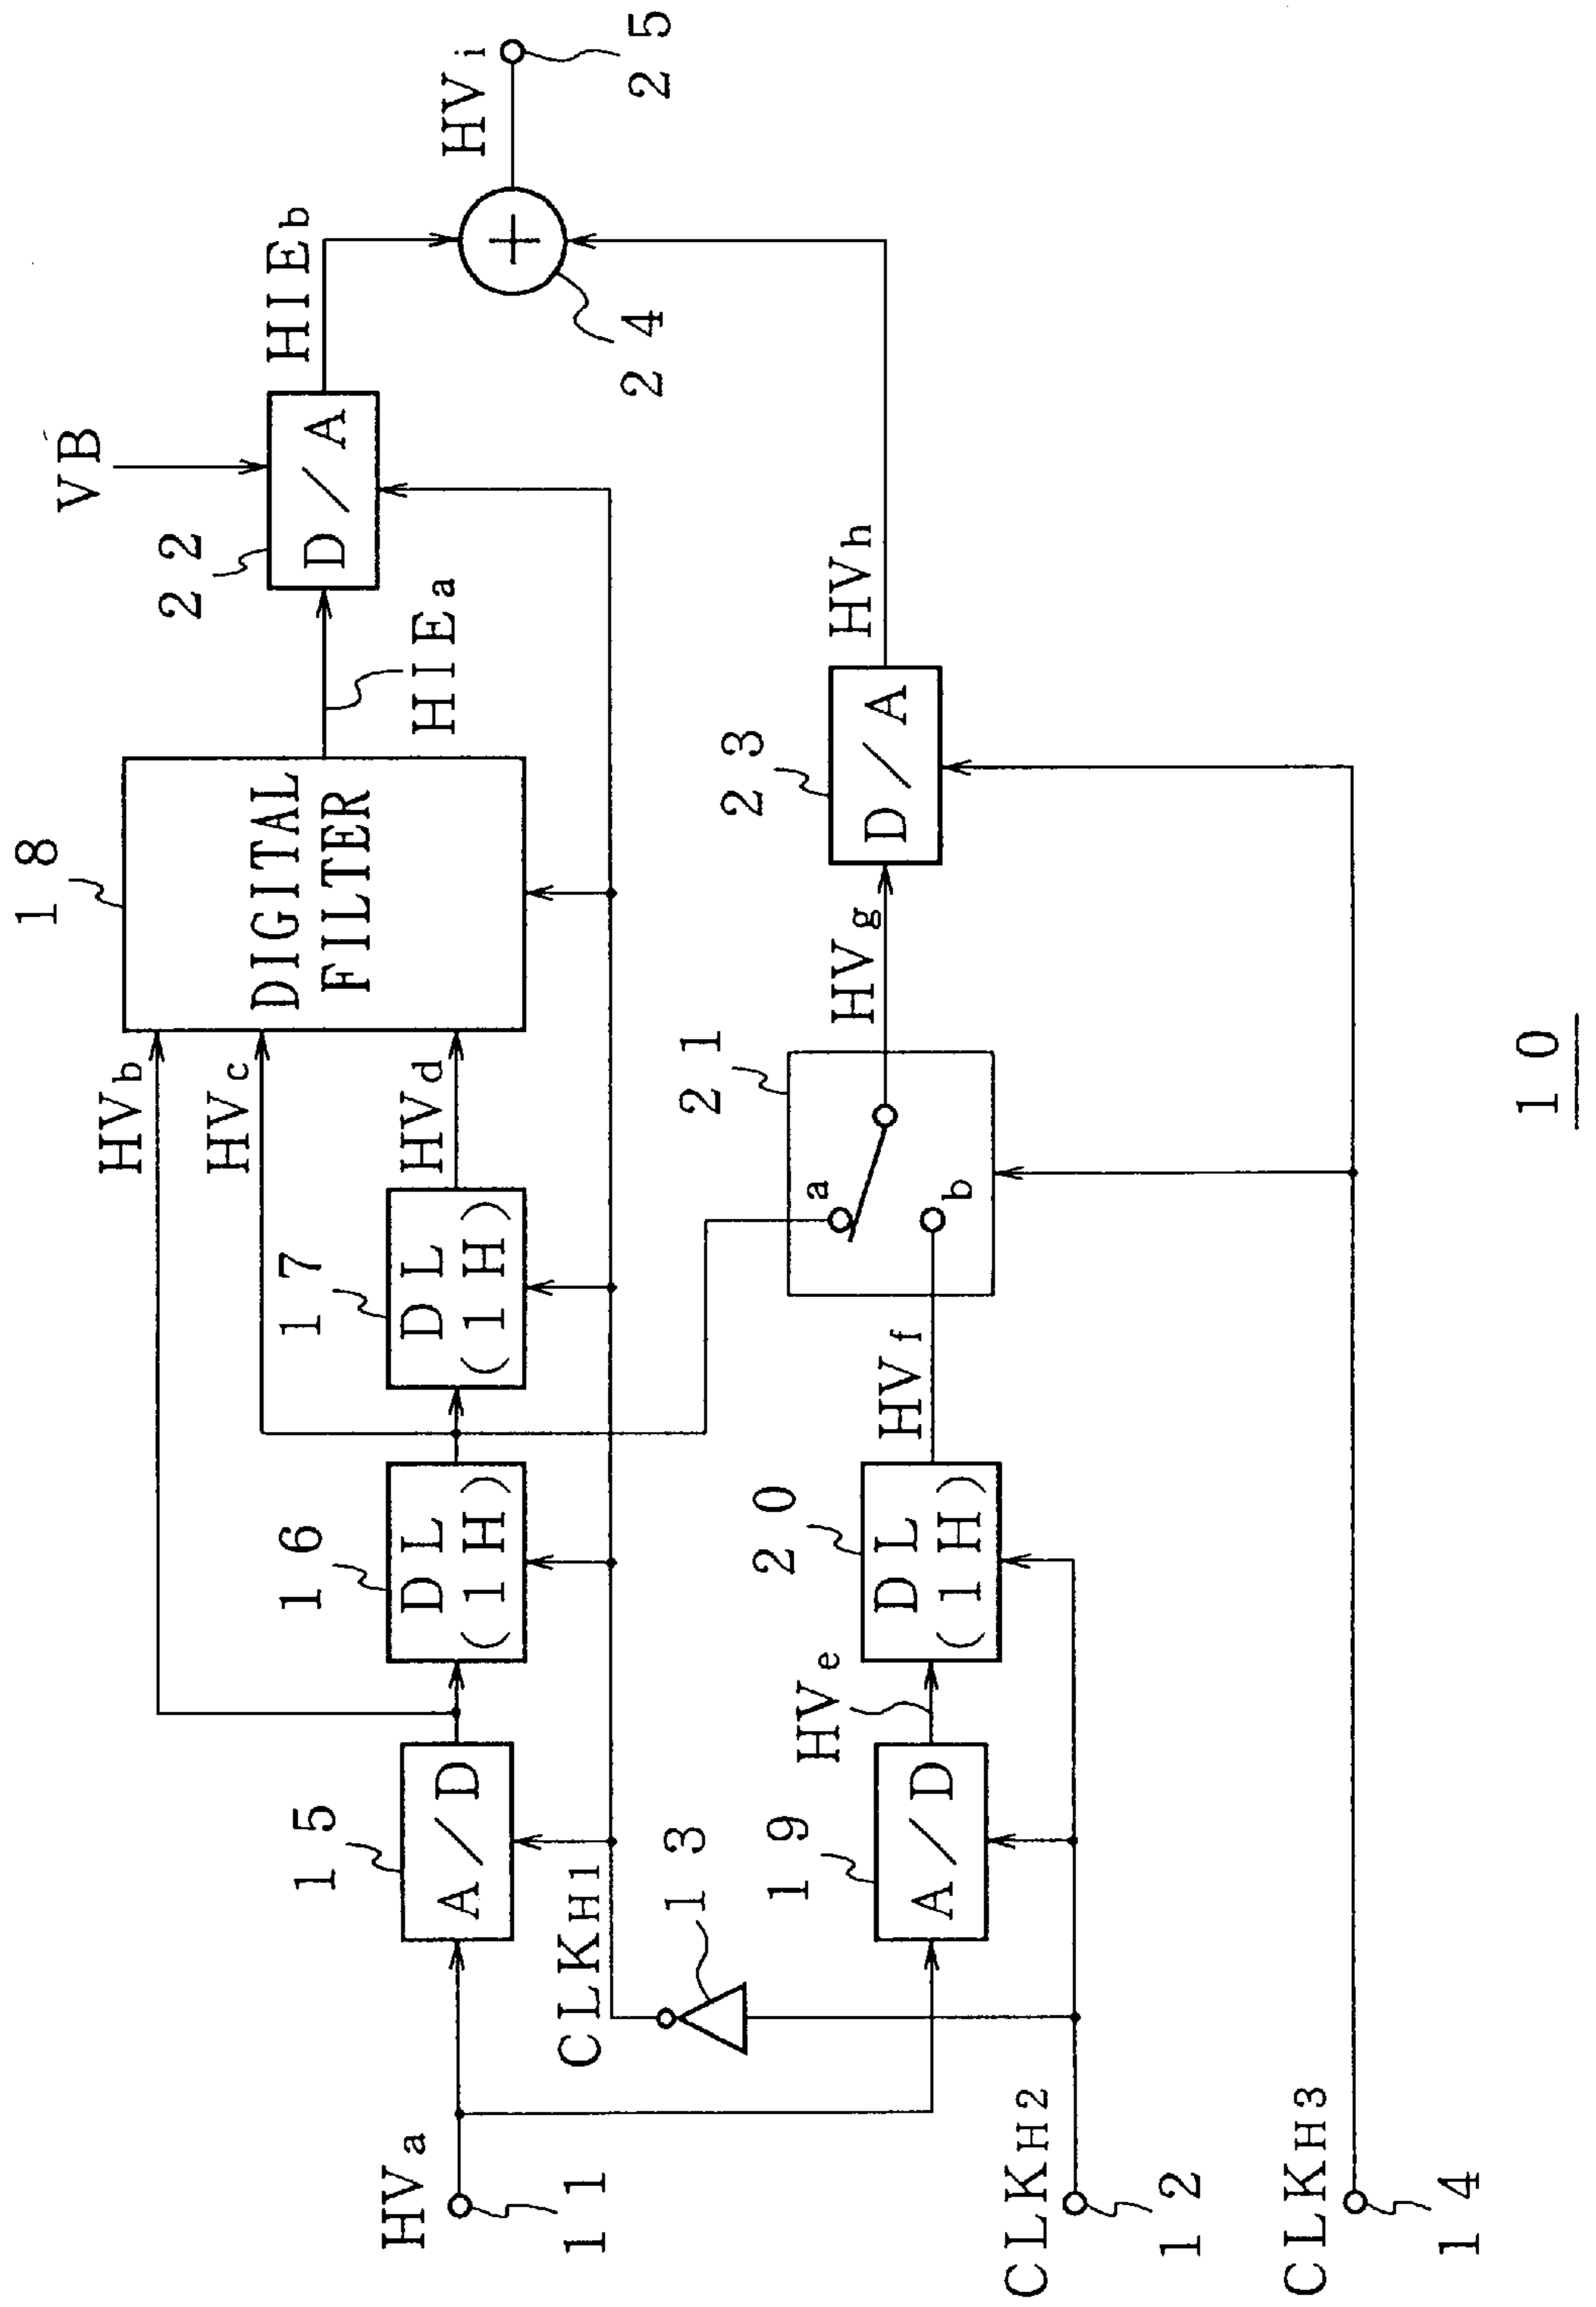 HVa
11
15
A/D
HVb
16
DL
(1H)
HVc
17
DL
(1H)
HVd
18
DIGITAL
FILTER
HIEa
VB
22
D/A
HIEb
24
HVi
25
CLKH1
13
19
A/D
HVe
20
DL
(1H)
HVf
21
a
b
HVg
23
D/A
HVh
CLKH2
12
CLKH3
14
10